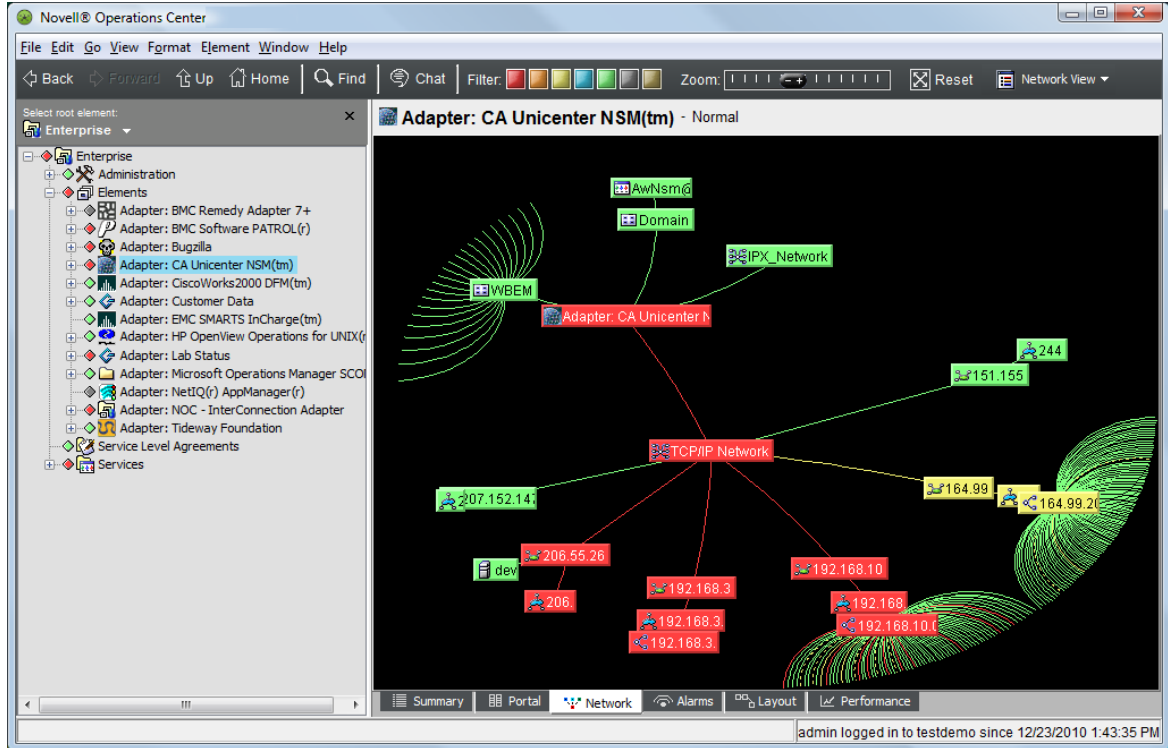 Novell® Operations Center
File Edit Go View Format Element Window Help
Back Forward Up Home Find Chat Filter: Zoom: Reset Network View
Select root element:
Enterprise
Enterprise
Administration
Elements
Adapter: BMC Remedy Adapter 7+
Adapter: BMC Software PATROL(r)
Adapter: Bugzilla
Adapter: CA Unicenter NSM(tm)
Adapter: CiscoWorks2000 DFM(tm)
Adapter: Customer Data
Adapter: EMC SMARTS InCharge(tm)
Adapter: HP OpenView Operations for UNIX(r
Adapter: Lab Status
Adapter: Microsoft Operations Manager SCO
Adapter: NetIQ(r) AppManager(r)
Adapter: NOC - InterConnection Adapter
Adapter: Tideway Foundation
Service Level Agreements
Services
Adapter: CA Unicenter NSM(tm) - Normal
AwNsm@
Domain
IPX_Network
WBEM
Adapter: CA Unicenter N
244
151.155
TCP/IP Network
164.99
164.99.20
2
207.152.147
206.55.26
dev
206.
192.168.3
192.168.3.
192.168.3.
192.168.10
192.168.
192.168.10.0
Summary Portal Network Alarms Layout Performance
admin logged in to testdemo since 12/23/2010 1:43:35 PM